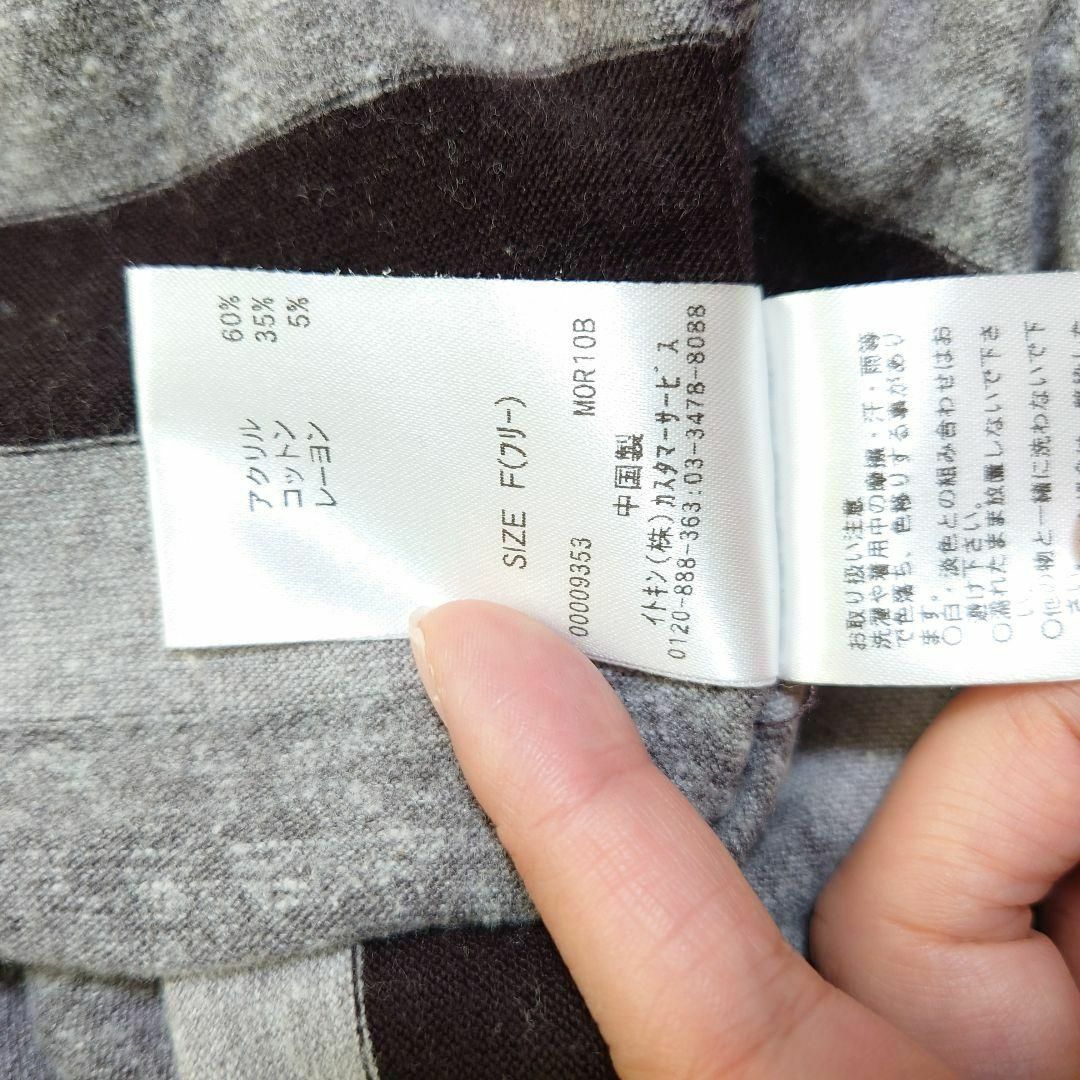 アクリル 60%
コットン 35%
レーヨン 5%
SIZE F(フリー)
00009353 MOR10B
中国製
イトキン(株)カスタマーサービス
0120-888-363:03-3478-8088
お取り扱い注意
洗濯や着用中の摩擦・汗・雨等
で色落ち、色移りする事があり
ます。
○白・淡色との組み合わせはお
避け下さい。
○濡れたまま放置しないで下さ
い。
○他の物と一緒に洗わないで下
さい